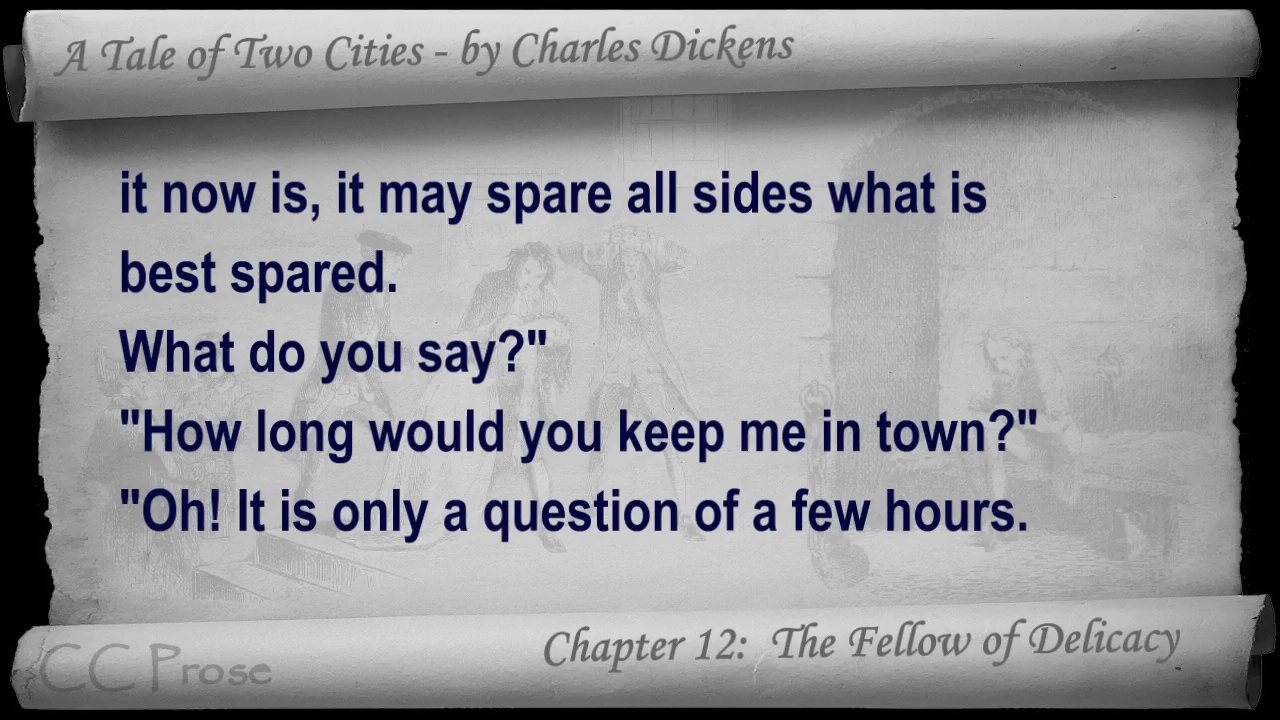 A Tale of Two Cities - by Charles Dickens
it now is, it may spare all sides what is
best spared.
What do you say?"
"How long would you keep me in town?"
"Oh! It is only a question of a few hours.
Chapter 12: The Fellow of Delicacy
CC Prose